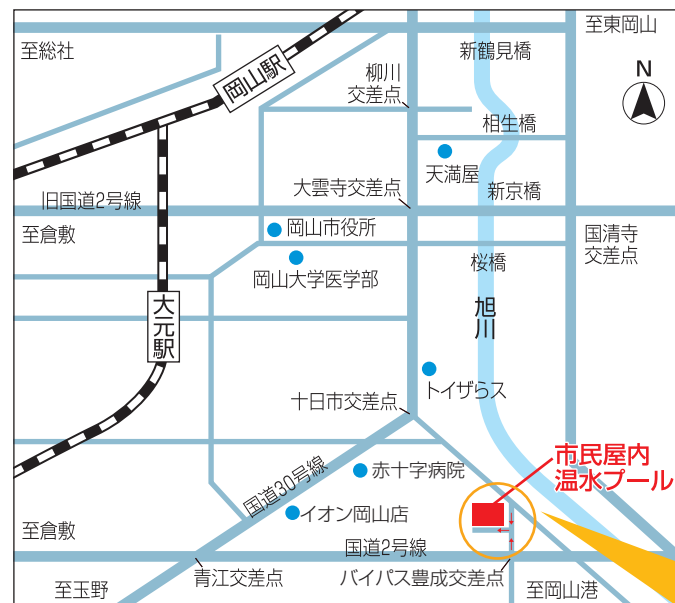 至総社
岡山駅
柳川
交差点
新鶴見橋
至東岡山
N
相生橋
天満屋
大雲寺交差点
新京橋
旧国道2号線
至倉敷
岡山市役所
国清寺
交差点
岡山大学医学部
桜橋
旭川
大元駅
トイザらス
十日市交差点
国道30号線
赤十字病院
市民屋内
温水プール
イオン岡山店
至倉敷
国道2号線
至玉野
青江交差点
バイパス豊成交差点
至岡山港